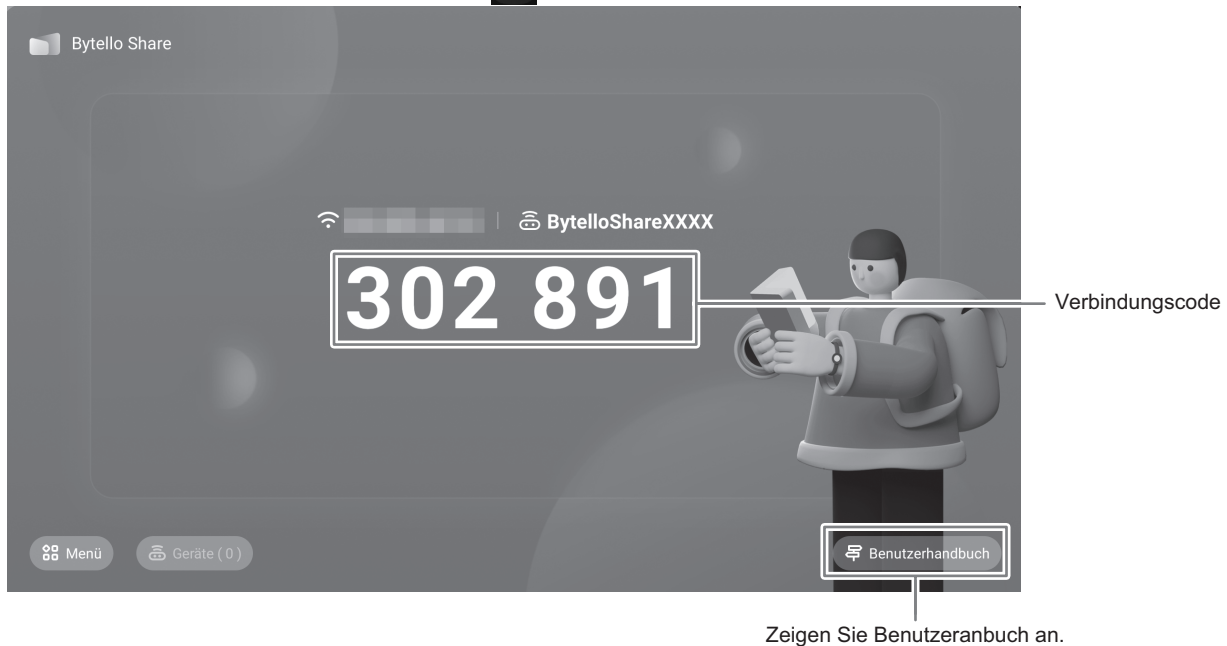 Bytello Share
BytelloShareXXXX
302 891
Verbindungscode
Menü
Geräte ( 0 )
Benutzerhandbuch
Zeigen Sie Benutzeranbuch an.